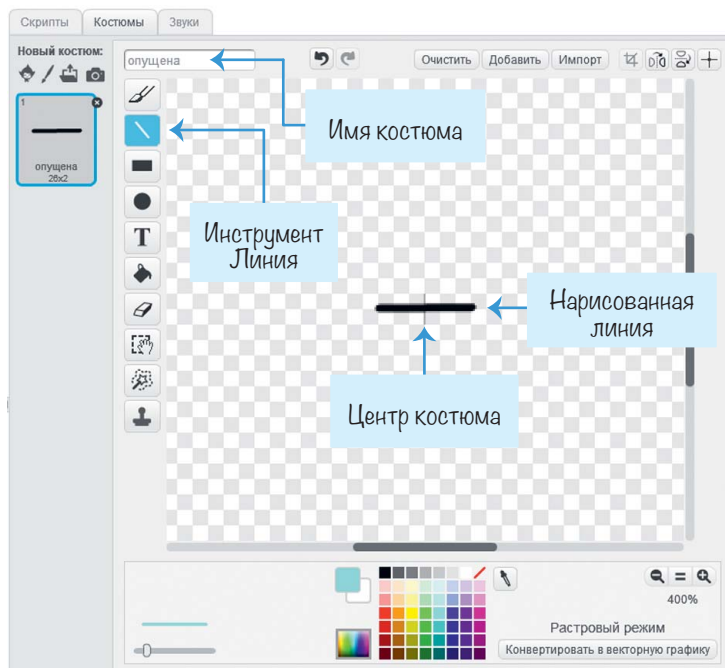 Скрипты Костюмы Звуки
Новый костюм:
опущена
Очистить Добавить Импорт
1
опущена
26x2
T
Имя костюма
Инструмент
Линия
Нарисованная
линия
Центр костюма
400%
Растровый режим
Конвертировать в векторную графику